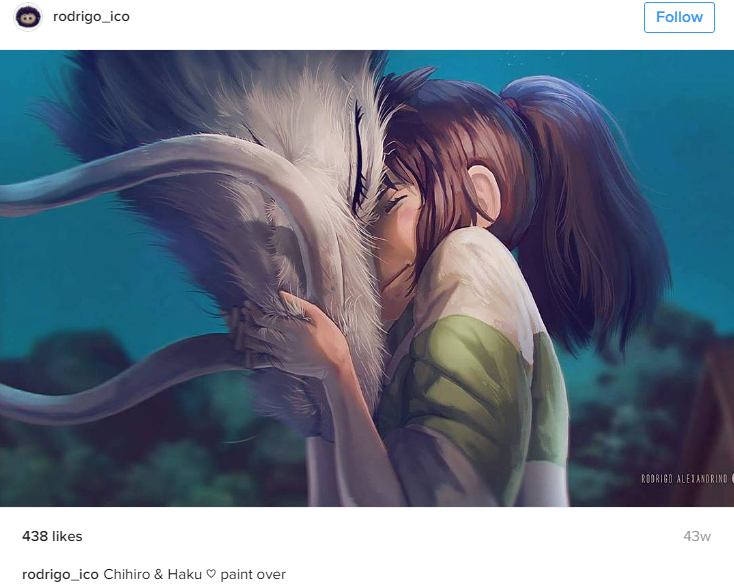 rodrigo_ico
Follow
RODRIGO ALEXANDRINO
438 likes
43w
rodrigo_ico Chihiro & Haku ♡ paint over